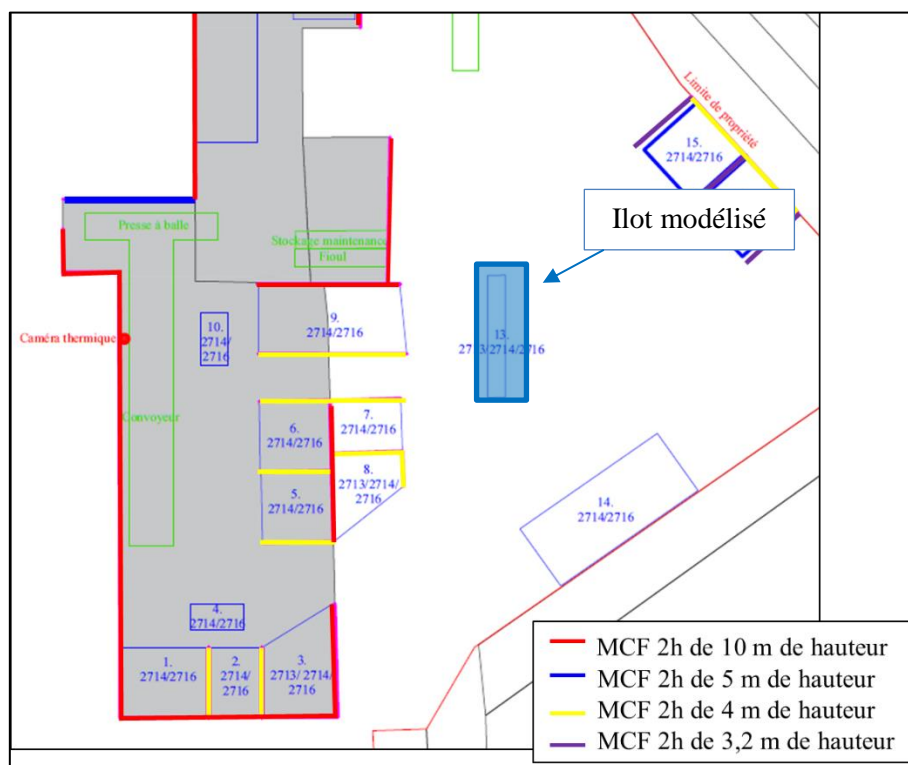 Limite de propriété
15.
2714/2716
Ilot modélisé
Presse à balle
Stockage maintenance
Fioul
Caméra thermique
10.
2714/
2716
9.
2714/2716
13.
2713/2714/2716
Convoyeur
7.
2714/2716
6.
2714/2716
8.
2713/2714/
2716
5.
2714/2716
14.
2714/2716
4.
2714/2716
1.
2714/2716
2.
2714/
2716
3.
2713/ 2714/
2716
MCF 2h de 10 m de hauteur
MCF 2h de 5 m de hauteur
MCF 2h de 4 m de hauteur
MCF 2h de 3,2 m de hauteur